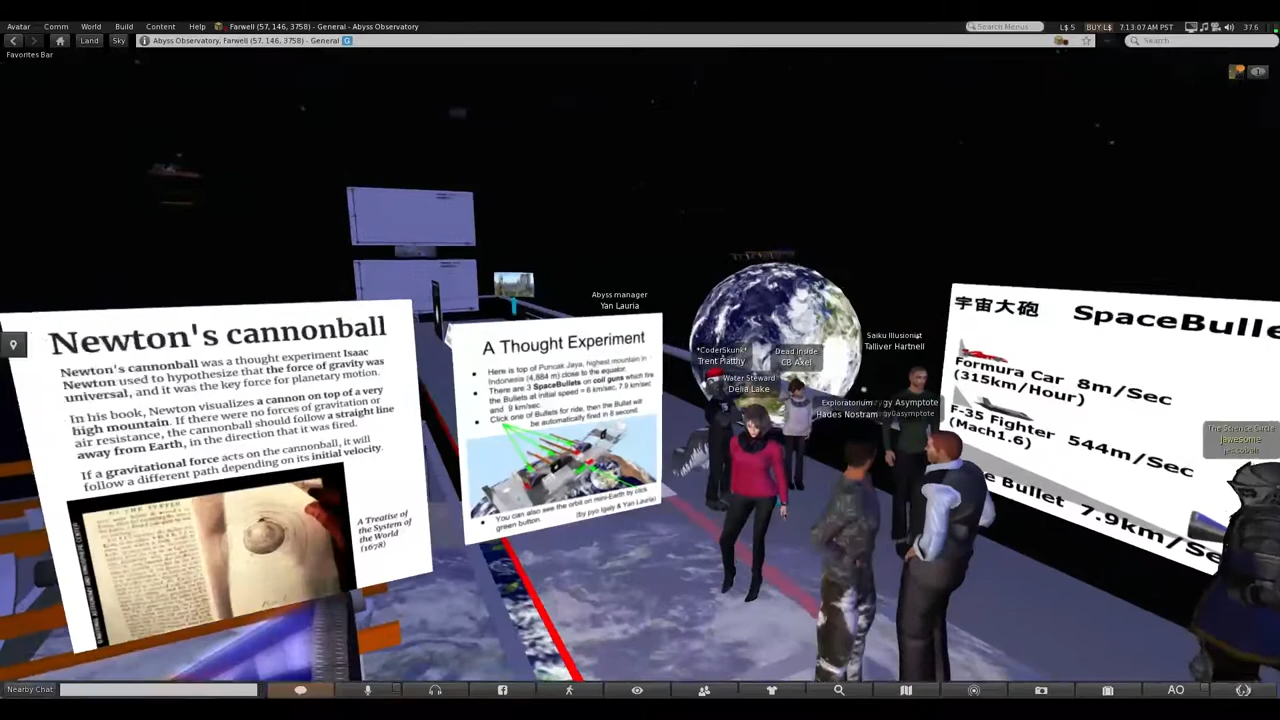 Avatar Comm World Build Content Help Farwell (57, 146, 3758) - General - Abyss Observatory
Search Menus L$ 5 BUY L$ 7:13:07 AM PST 37.6
Land Sky Abyss Observatory, Farwell (57, 146, 3758) - General G Search
Favorites Bar
Newton's cannonball
Newton's cannonball was a thought experiment Isaac
Newton used to hypothesize that the force of gravity was
universal, and it was the key force for planetary motion.
In his book, Newton visualizes a cannon on top of a very
high mountain. If there were no forces of gravitation or
air resistance, the cannonball should follow a straight line
away from Earth, in the direction that it was fired.
If a gravitational force acts on the cannonball, it will
follow a different path depending on its initial velocity.
A Treatise of
the System of
the World
(1678)
Abyss manager
Yan Lauria
A Thought Experiment
Here is top of Puncak Jaya, highest mountain in
Indonesia (4,884 m) close to the equator.
There are 3 SpaceBullets on coil guns which fire
the Bullets at initial speed = 6 km/sec, 7.9 km/sec
and 9 km/sec.
Click one of Bullets for ride, then the Bullet will
be automatically fired in 8 second.
You can also see the orbit on mini-Earth by click
green button.
(by pyo Igaly & Yan Lauria)
*CoderSkunk*
Trent
Dead Inside
CB Axel
Water Steward
Delia Lake
Saiku Illusionist
Talliver Hartnell
Exploratorium
Hades Nostram
Asymptote
宇宙大砲 SpaceBulle
Formura Car 8m/Sec
(315km/Hour)
F-35 Fighter 544m/Sec
(Mach1.6)
e Bullet 7.9km/Se
The Science Circle
Jawesome
Nearby Chat
AO